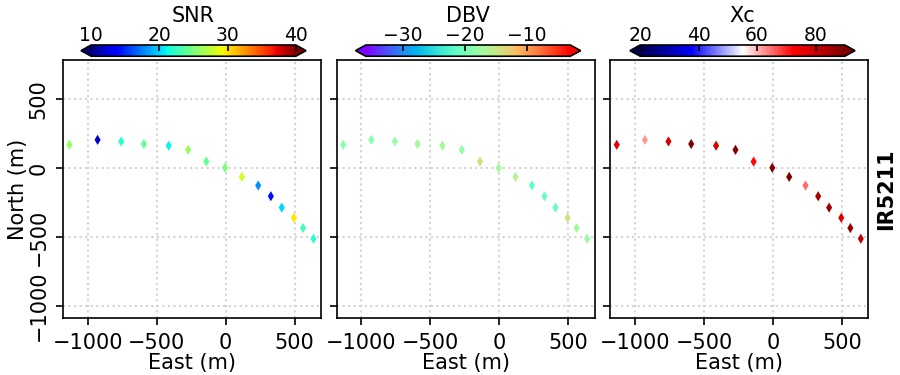 SNR DBV Xc
10 20 30 40 −30 −20 −10 20 40 60 80
500
0
−500
−1000
North (m)
−1000 −500 0 500 −1000 −500 0 500 −1000 −500 0 500
East (m) East (m) East (m)
IR5211